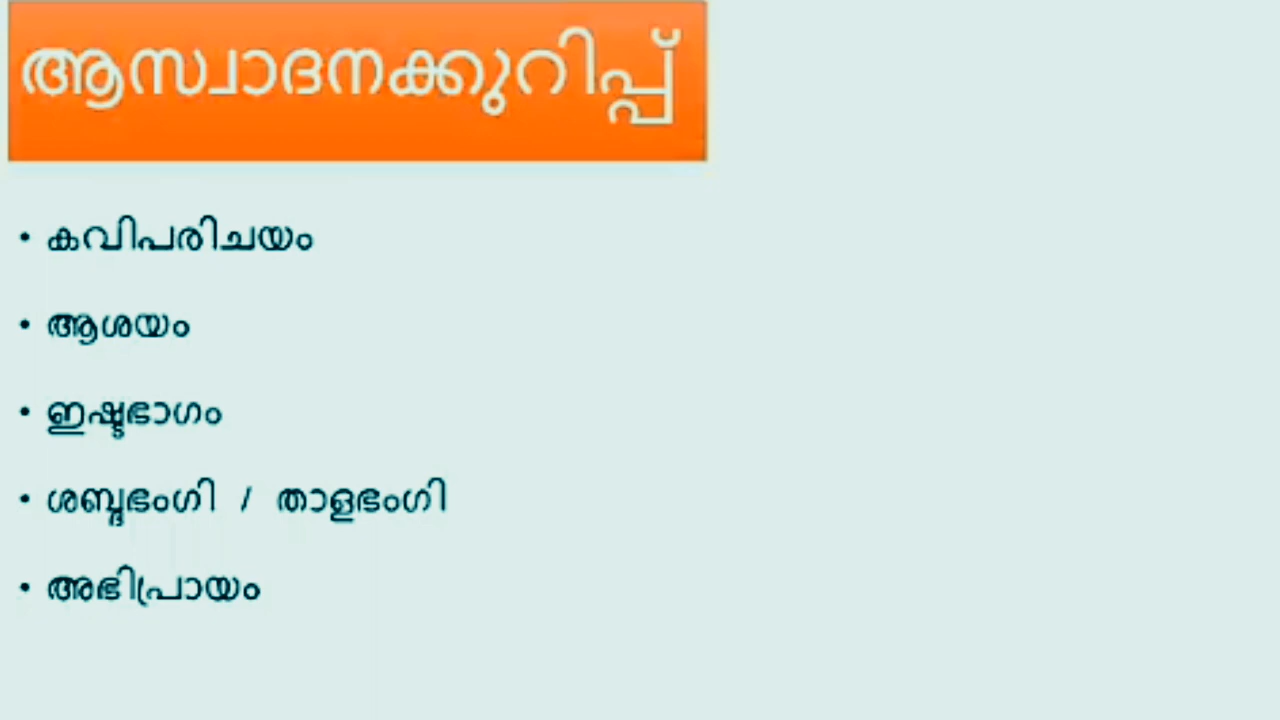 ആസ്വാദനക്കുറിപ്പ്
• കവിപരിചയം
• ആശയം
• ഇഷ്ടഭാഗം
• ശബ്ദഭംഗി / താളഭംഗി
• അഭിപ്രായം